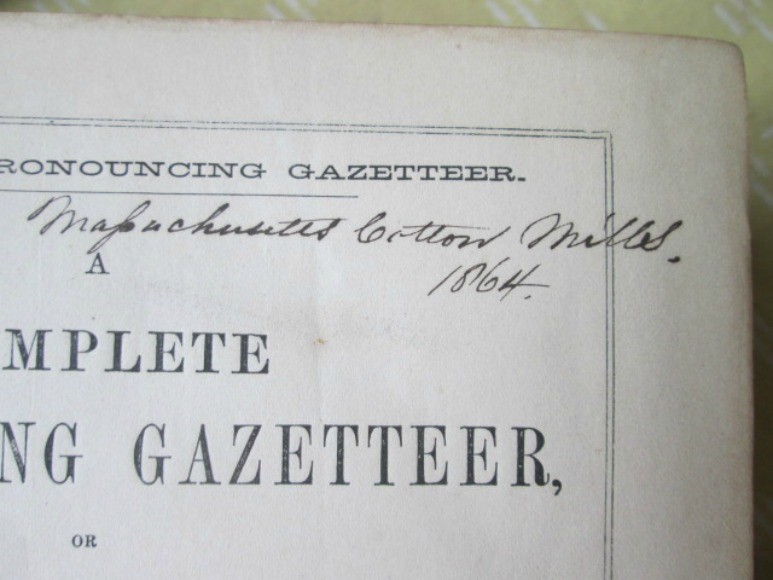 RONOUNCING GAZETTEER.
Massachusetts Cotton Mills.
1864.
A
MPLETE
NG GAZETTEER,
OR